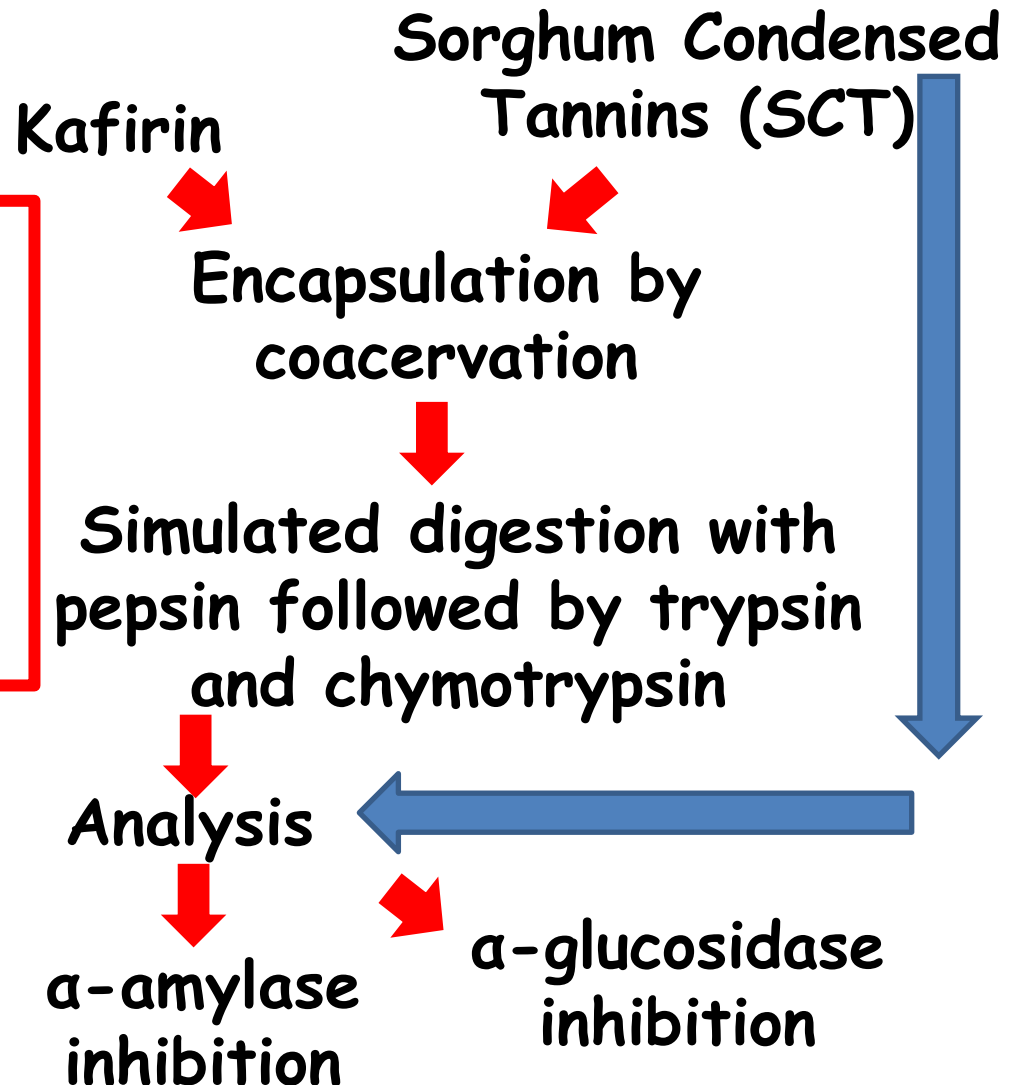 Sorghum Condensed
Tannins (SCT)
Kafirin
Encapsulation by
coacervation
Simulated digestion with
pepsin followed by trypsin
and chymotrypsin
Analysis
α-glucosidase
inhibition
α-amylase
inhibition